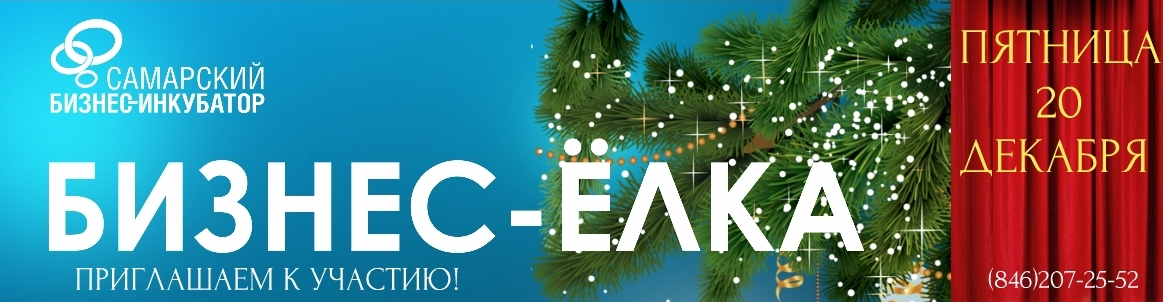 САМАРСКИЙ
БИЗНЕС-ИНКУБАТОР
БИЗНЕС-ЁЛКА
ПРИГЛАШАЕМ К УЧАСТИЮ!
ПЯТНИЦА
20
ДЕКАБРЯ
(846)207-25-52